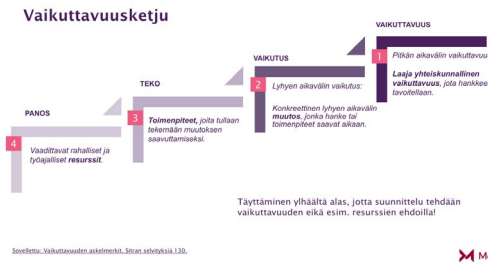 Vaikuttavuusketju
VAIKUTTAVUUS
1
Pitkän aikavälin
Laaja yhteiskunnallinen
vaikuttavuus, jota
tavoitellaan.
VAIKUTUS
2
Lyhyen aikavälin vaikutus:
Konkreettinen lyhyen aikavälin
muutos, jonka hanke tai
toimenpiteet saavat aikaan.
TEKO
3
Toimenpiteet, joita tullaan
tekemään muutoksen
saavuttamiseksi.
PANOS
4
Vaadittavat rahalliset ja
työajalliset resurssit.
Täyttäminen ylhäältä alas, jotta suunnittelu tehdään
vaikuttavuuden eikä esim. resurssien ehdoilla!
Sovellettu: Vaikuttavuuden askelmerkit. Sitran selvityksiä 130.